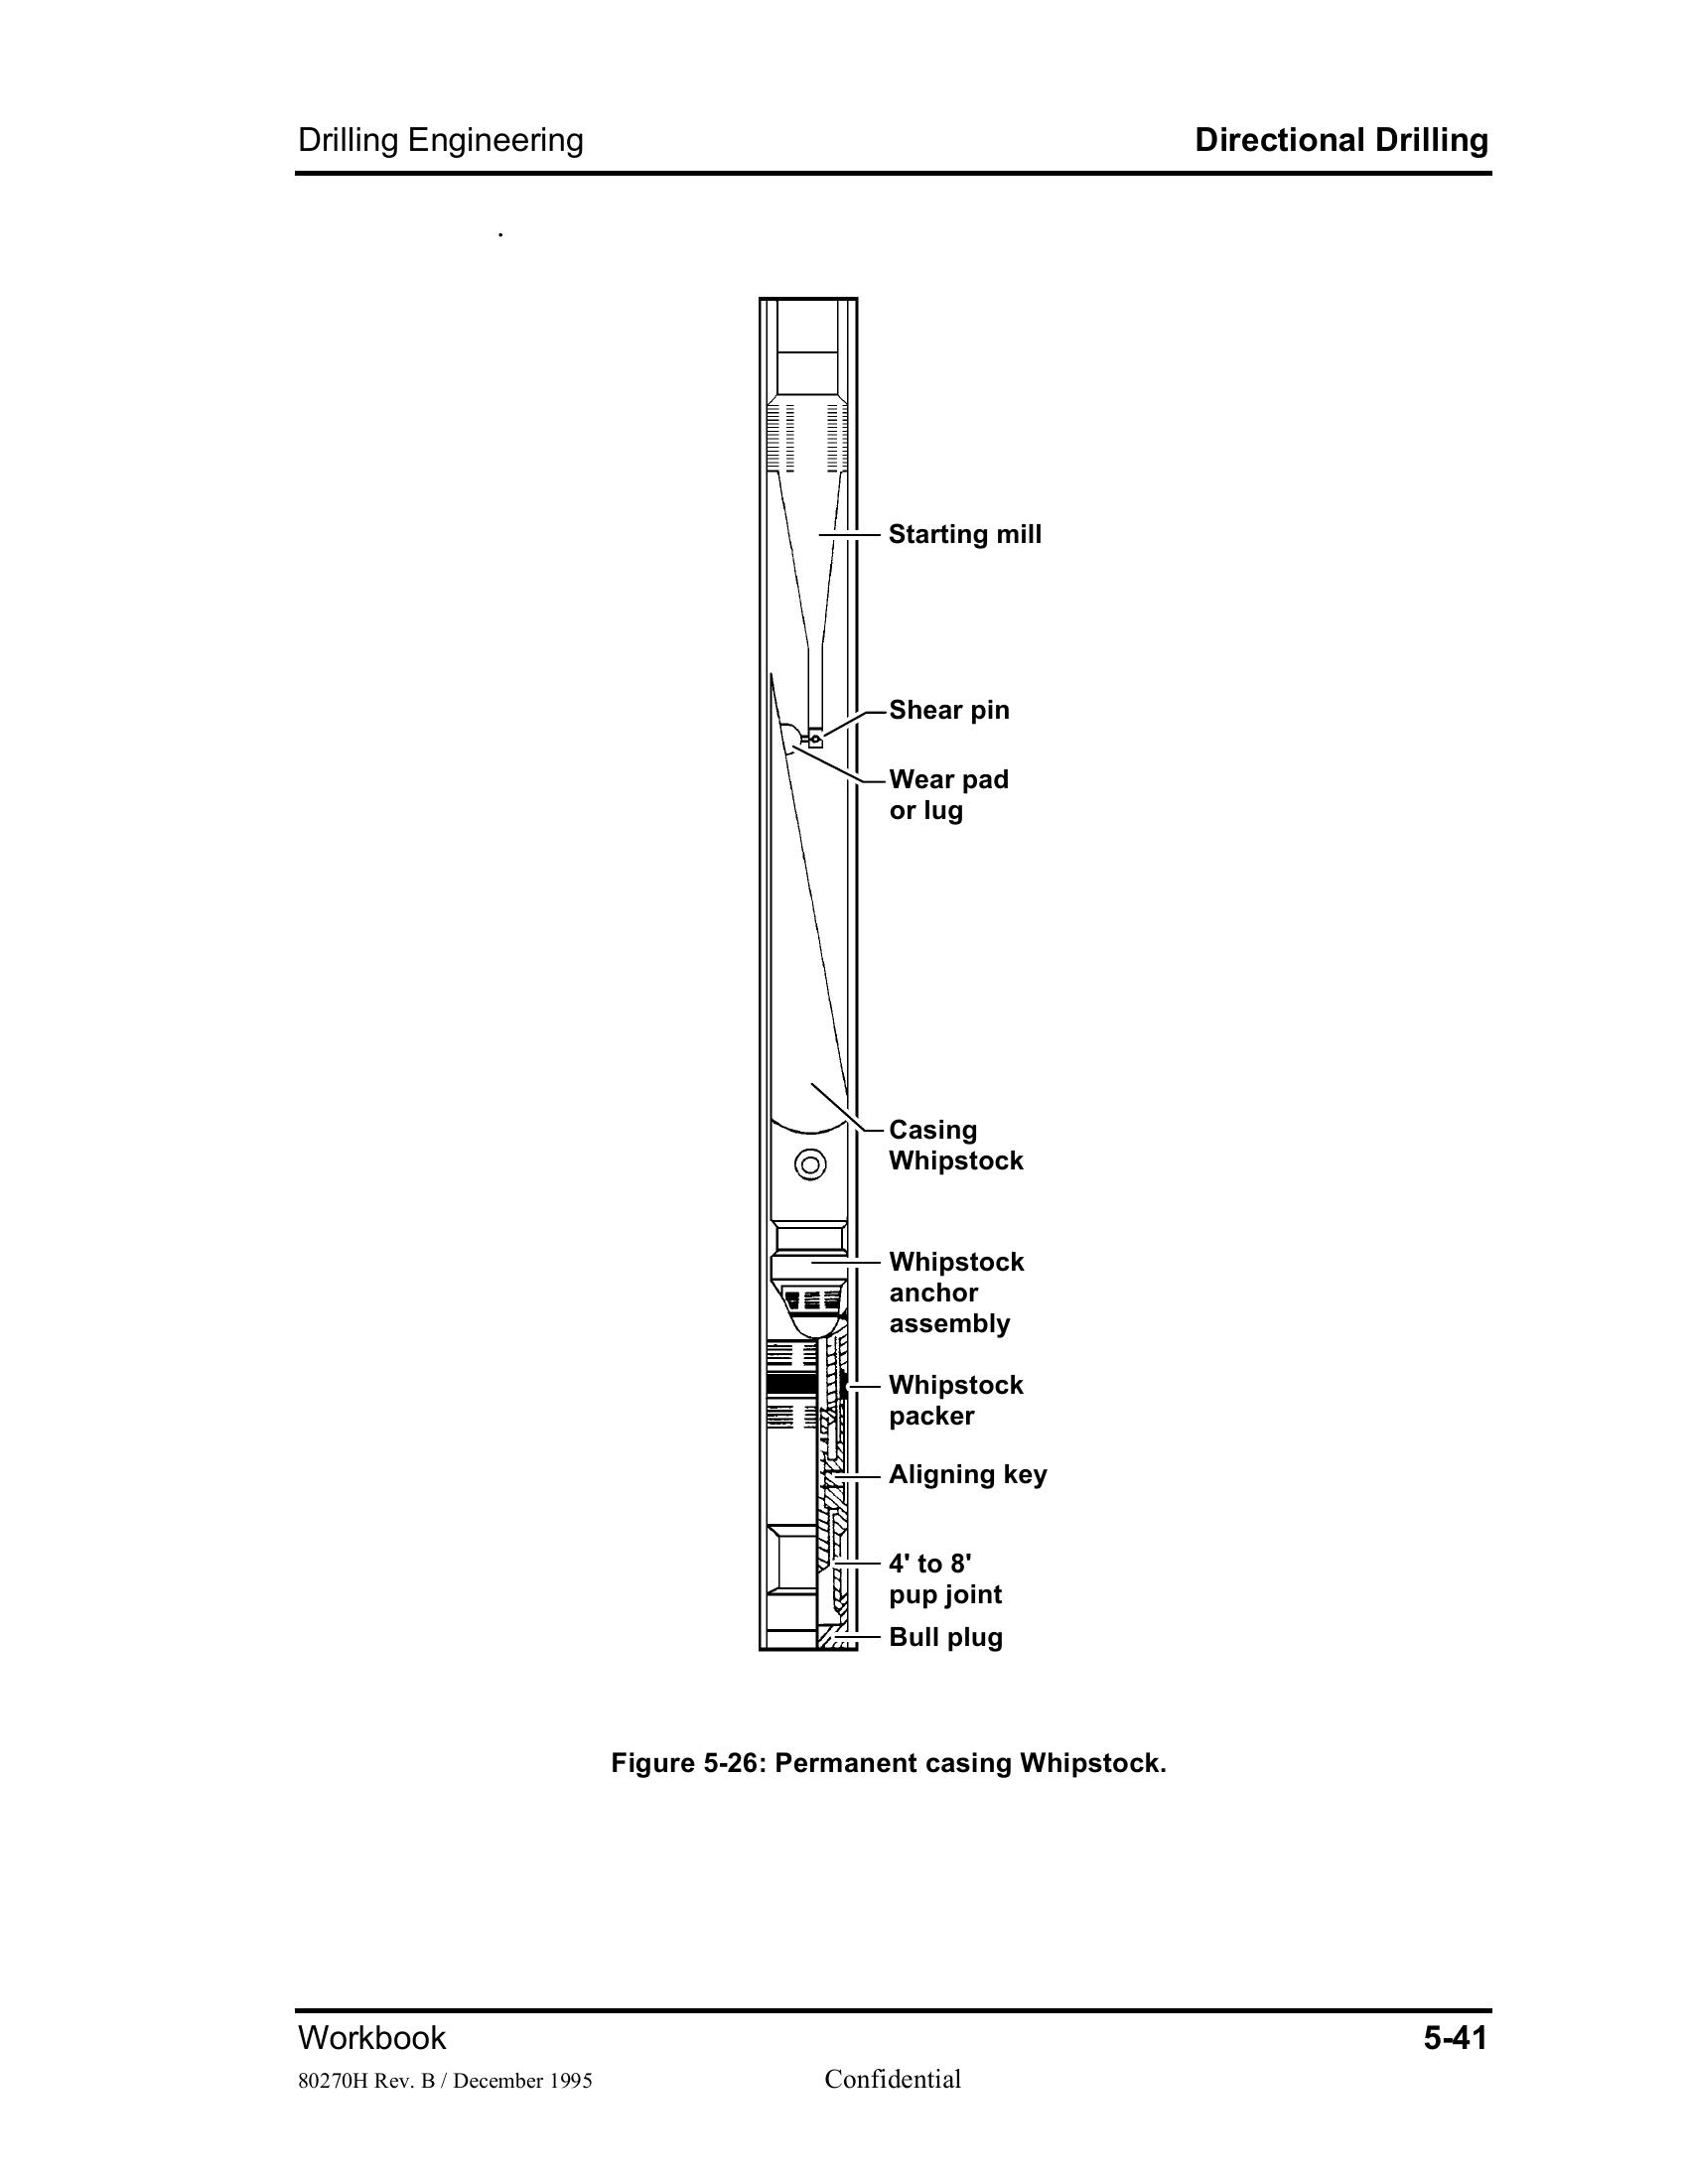 Drilling Engineering Directional Drilling
.
Starting mill
Shear pin
Wear pad
or lug
Casing
Whipstock
Whipstock
anchor
assembly
Whipstock
packer
Aligning key
4' to 8'
pup joint
Bull plug
Figure 5-26: Permanent casing Whipstock.
Workbook 5-41
80270H Rev. B / December 1995 Confidential